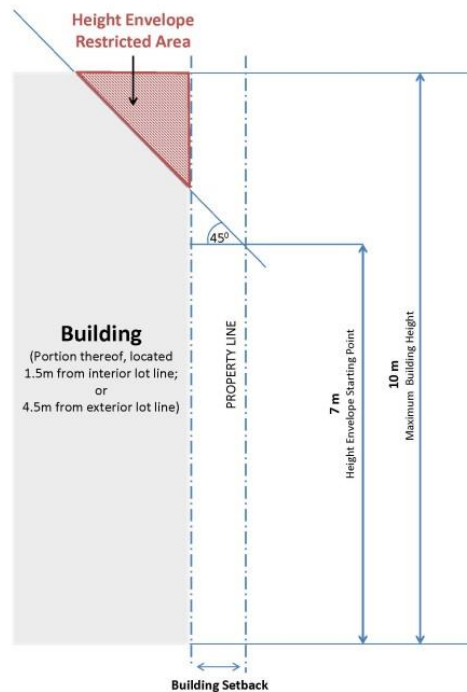 Height Envelope
Restricted Area
45⁰
Building
(Portion thereof, located
1.5m from interior lot line;
or
4.5m from exterior lot line)
PROPERTY LINE
7 m
Height Envelope Starting Point
10 m
Maximum Building Height
Building Setback